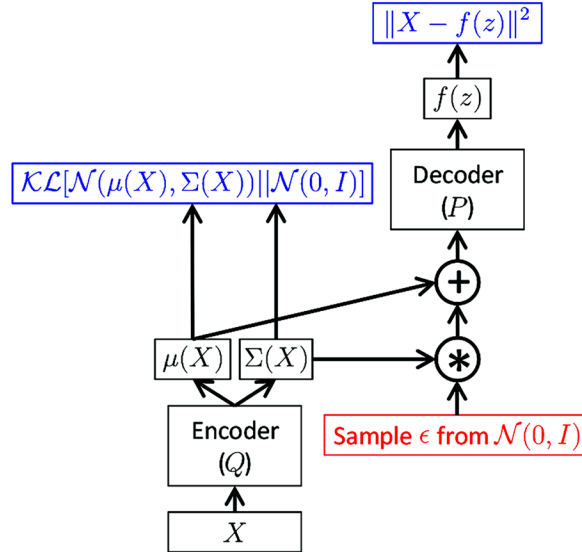 ‖X − f(z)‖²
f(z)
𝒦ℒ[𝒩(μ(X), Σ(X))||𝒩(0, I)]
Decoder
(P)
+
μ(X)
Σ(X)
*
Encoder
(Q)
Sample ϵ from 𝒩(0, I)
X